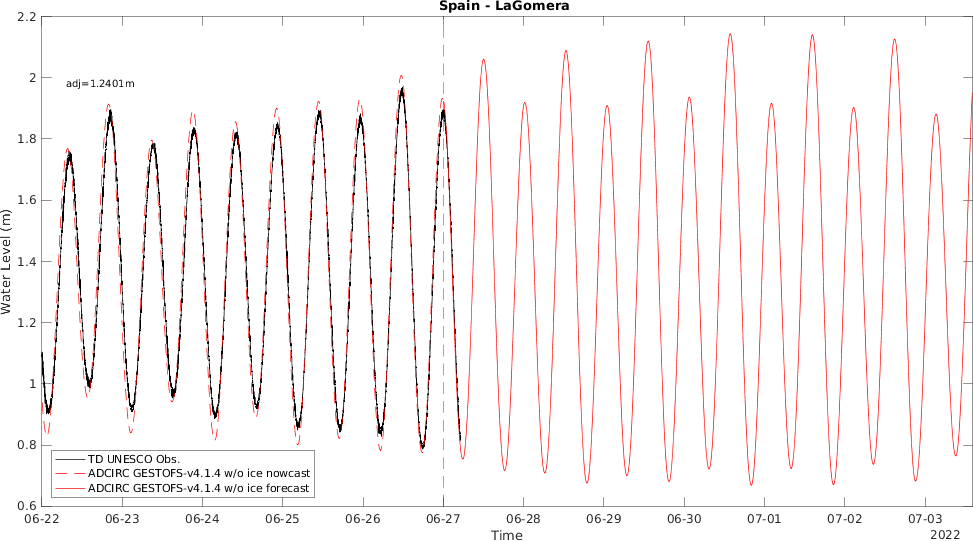 Spain - LaGomera
2.2
2
1.8
1.6
1.4
1.2
1
0.8
0.6
Water Level (m)
adj=1.2401m
TD UNESCO Obs.
ADCIRC GESTOFS-v4.1.4 w/o ice nowcast
ADCIRC GESTOFS-v4.1.4 w/o ice forecast
06-22 06-23 06-24 06-25 06-26 06-27 06-28 06-29 06-30 07-01 07-02 07-03
Time
2022